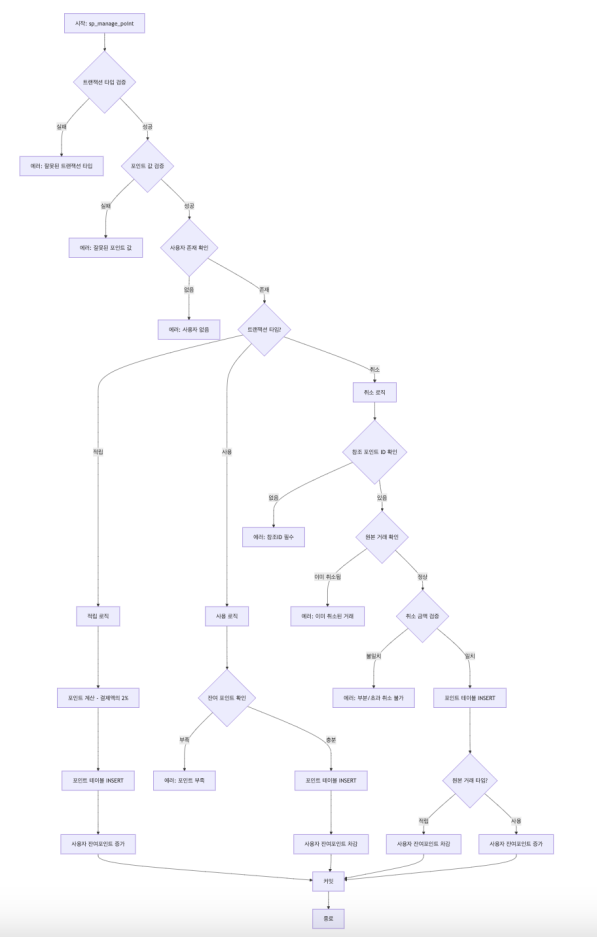 시작: sp_manage_point
트랜잭션 타입 검증
실패
성공
에러: 잘못된 트랜잭션 타입
포인트 값 검증
실패
성공
에러: 잘못된 포인트 값
사용자 존재 확인
없음
존재
에러: 사용자 없음
트랜잭션 타입?
취소
취소 로직
적립
사용
참조 포인트 ID 확인
없음
있음
에러: 참조ID 필수
원본 거래 확인
이미 취소됨
정상
적립 로직
사용 로직
에러: 이미 취소된 거래
취소 금액 검증
불일치
일치
포인트 계산 - 결제액의 2%
잔여 포인트 확인
에러: 부분/초과 취소 불가
포인트 테이블 INSERT
부족
충분
포인트 테이블 INSERT
에러: 포인트 부족
포인트 테이블 INSERT
원본 거래 타입?
적립
사용
사용자 잔여포인트 증가
사용자 잔여포인트 차감
사용자 잔여포인트 차감
사용자 잔여포인트 증가
커밋
종료